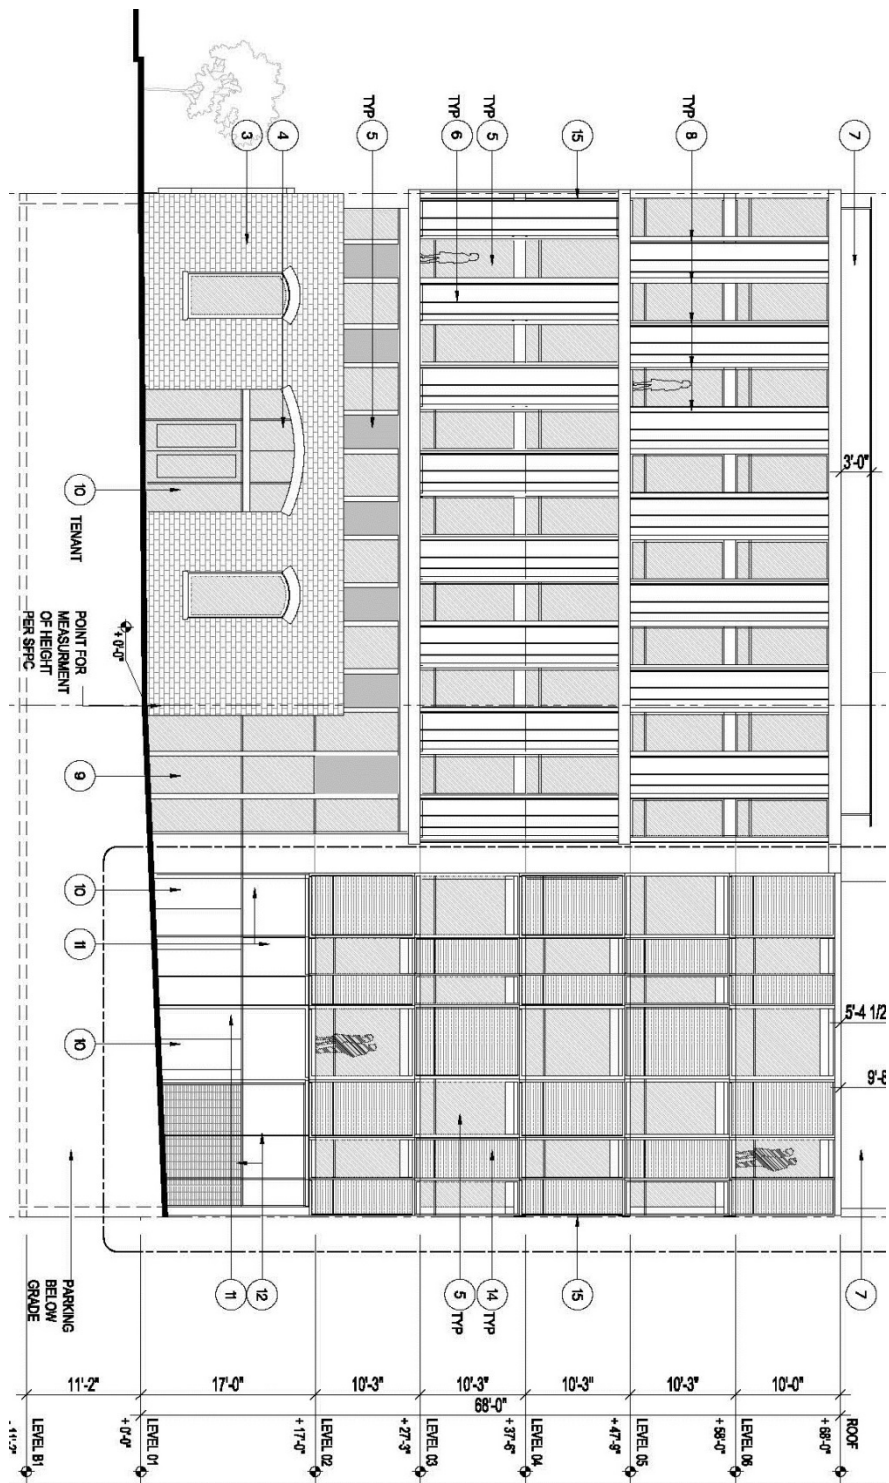 7
3'-0"
5'-4 1/2
9'-8
7
10'-0"
ROOF
+ 68'-0"
8
TYP
10'-3"
LEVEL 06
+ 58'-0"
15
15
10'-3"
LEVEL 05
+ 47'-9"
5
TYP
14
TYP
68'-0"
10'-3"
LEVEL 04
+ 37'-6"
6
TYP
5
TYP
10'-3"
LEVEL 03
+ 27'-3"
5
TYP
LEVEL 02
+ 17'-0"
4
3
12
11
17'-0"
10
TENANT
+ 0'-0"
POINT FOR
MEASURMENT
OF HEIGHT
PER SFPC
9
10
11
10
LEVEL 01
+ 0'-0"
PARKING
BELOW
GRADE
11'-2"
LEVEL B1
- 11'-2"